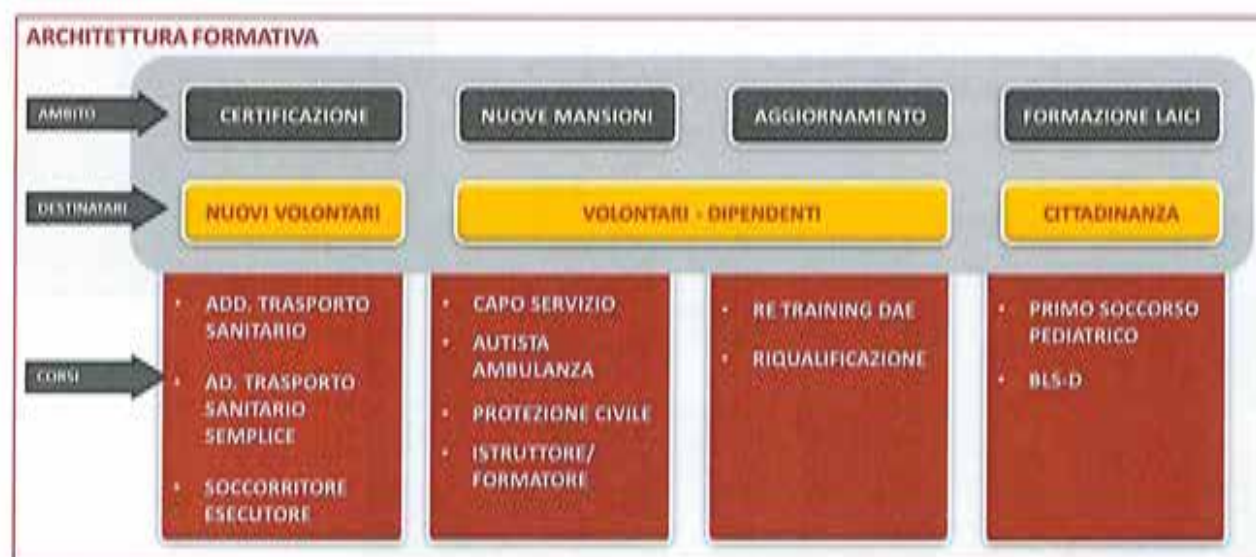 ARCHITETTURA FORMATIVA
AMBITO
CERTIFICAZIONE
NUOVE MANSIONI
AGGIORNAMENTO
FORMAZIONE LAICI
DESTINATARI
NUOVI VOLONTARI
VOLONTARI - DIPENDENTI
CITTADINANZA
CORSI
• ADD. TRASPORTO
SANITARIO
• AD. TRASPORTO
SANITARIO
SEMPLICE
• SOCCORRITORE
ESECUTORE
• CAPO SERVIZIO
• AUTISTA
AMBULANZA
• PROTEZIONE CIVILE
• ISTRUTTORE/
FORMATORE
• RE TRAINING DAE
• RIQUALIFICAZIONE
• PRIMO SOCCORSO
PEDIATRICO
• BLS-D